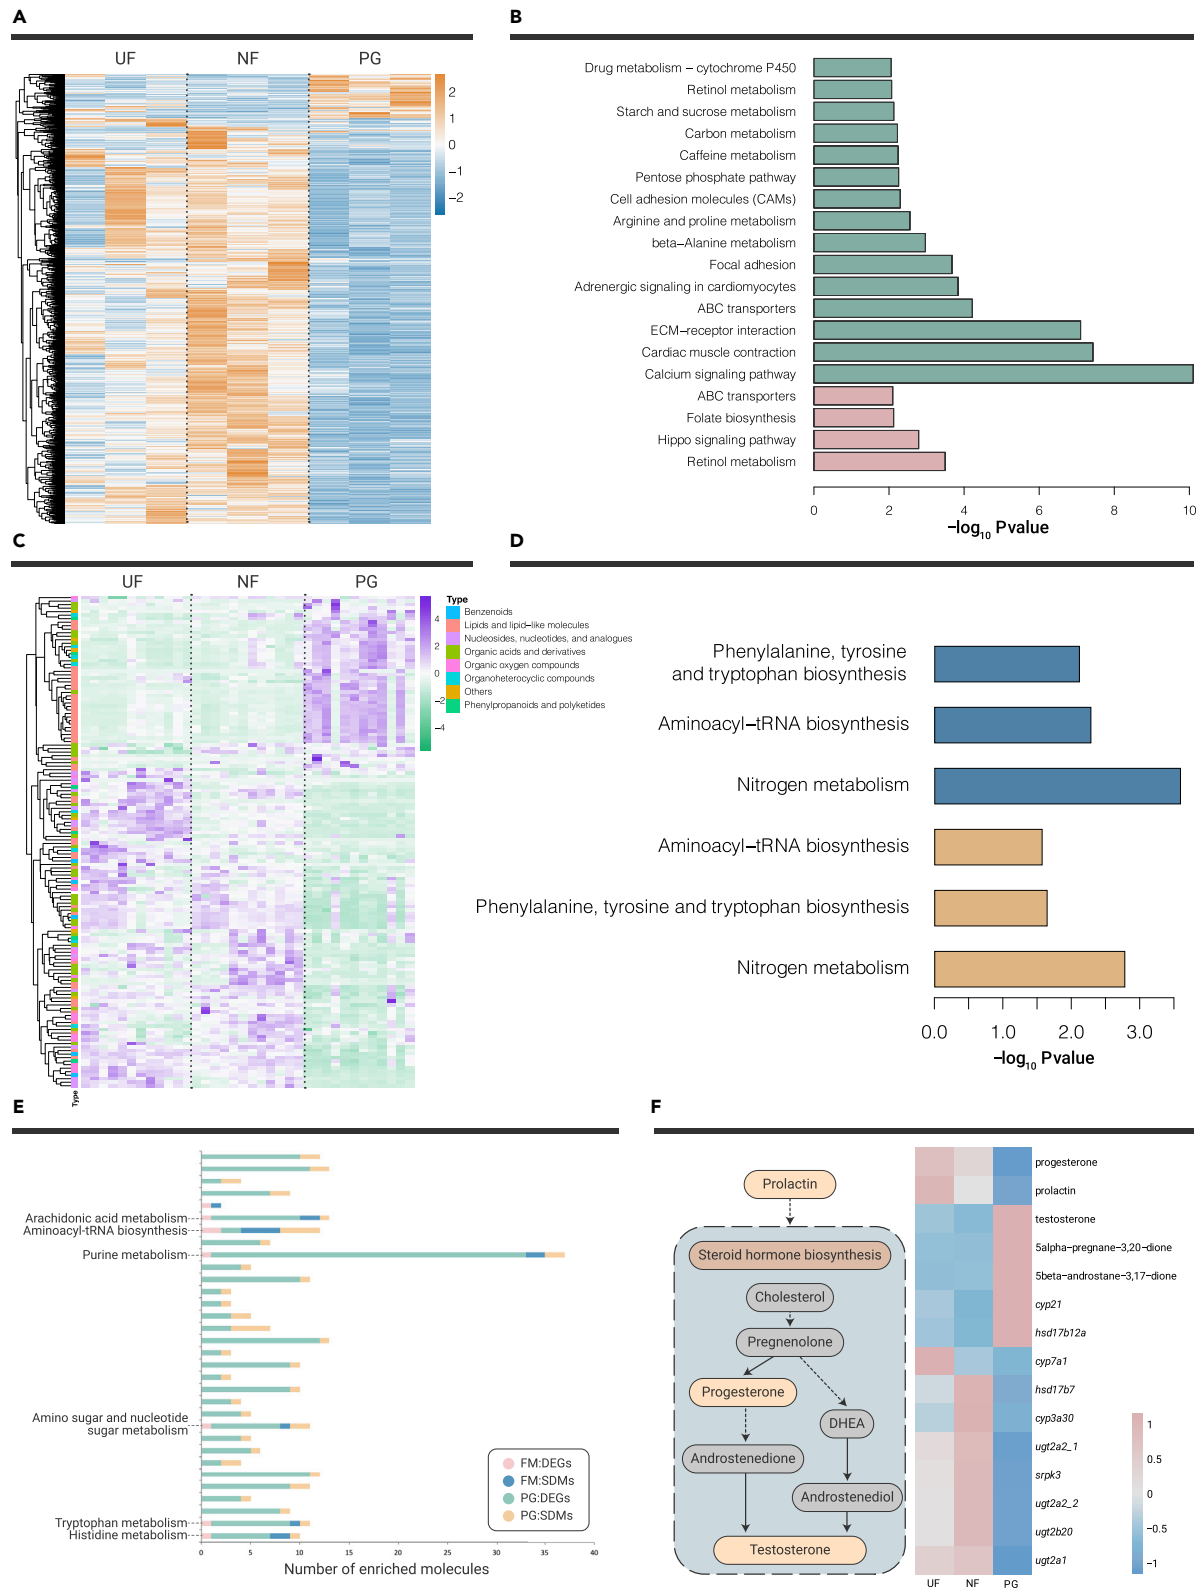 A
UF NF PG
2
1
0
−1
−2
B
Drug metabolism − cytochrome P450
Retinol metabolism
Starch and sucrose metabolism
Carbon metabolism
Caffeine metabolism
Pentose phosphate pathway
Cell adhesion molecules (CAMs)
Arginine and proline metabolism
beta−Alanine metabolism
Focal adhesion
Adrenergic signaling in cardiomyocytes
ABC transporters
ECM−receptor interaction
Cardiac muscle contraction
Calcium signaling pathway
ABC transporters
Folate biosynthesis
Hippo signaling pathway
Retinol metabolism
0 2 4 6 8 10
−log10 Pvalue
C
UF NF PG
4
2
0
−2
−4
Type
Benzenoids
Lipids and lipid−like molecules
Nucleosides, nucleotides, and analogues
Organic acids and derivatives
Organic oxygen compounds
Organoheterocyclic compounds
Others
Phenylpropanoids and polyketides
Type
D
Phenylalanine, tyrosine
and tryptophan biosynthesis
Aminoacyl−tRNA biosynthesis
Nitrogen metabolism
Aminoacyl−tRNA biosynthesis
Phenylalanine, tyrosine and tryptophan biosynthesis
Nitrogen metabolism
0.0 1.0 2.0 3.0
−log10 Pvalue
E
Arachidonic acid metabolism
Aminoacyl-tRNA biosynthesis
Purine metabolism
Amino sugar and nucleotide
sugar metabolism
Tryptophan metabolism
Histidine metabolism
FM:DEGs
FM:SDMs
PG:DEGs
PG:SDMs
0 5 10 15 20 25 30 35 40
Number of enriched molecules
F
Prolactin
Steroid hormone biosynthesis
Cholesterol
Pregnenolone
Progesterone
DHEA
Androstenedione
Androstenediol
Testosterone
progesterone
prolactin
testosterone
5alpha-pregnane-3,20-dione
5beta-androstane-3,17-dione
cyp21
hsd17b12a
cyp7a1
hsd17b7
cyp3a30
ugt2a2_1
srpk3
ugt2a2_2
ugt2b20
ugt2a1
UF NF PG
1
0.5
0
−0.5
−1